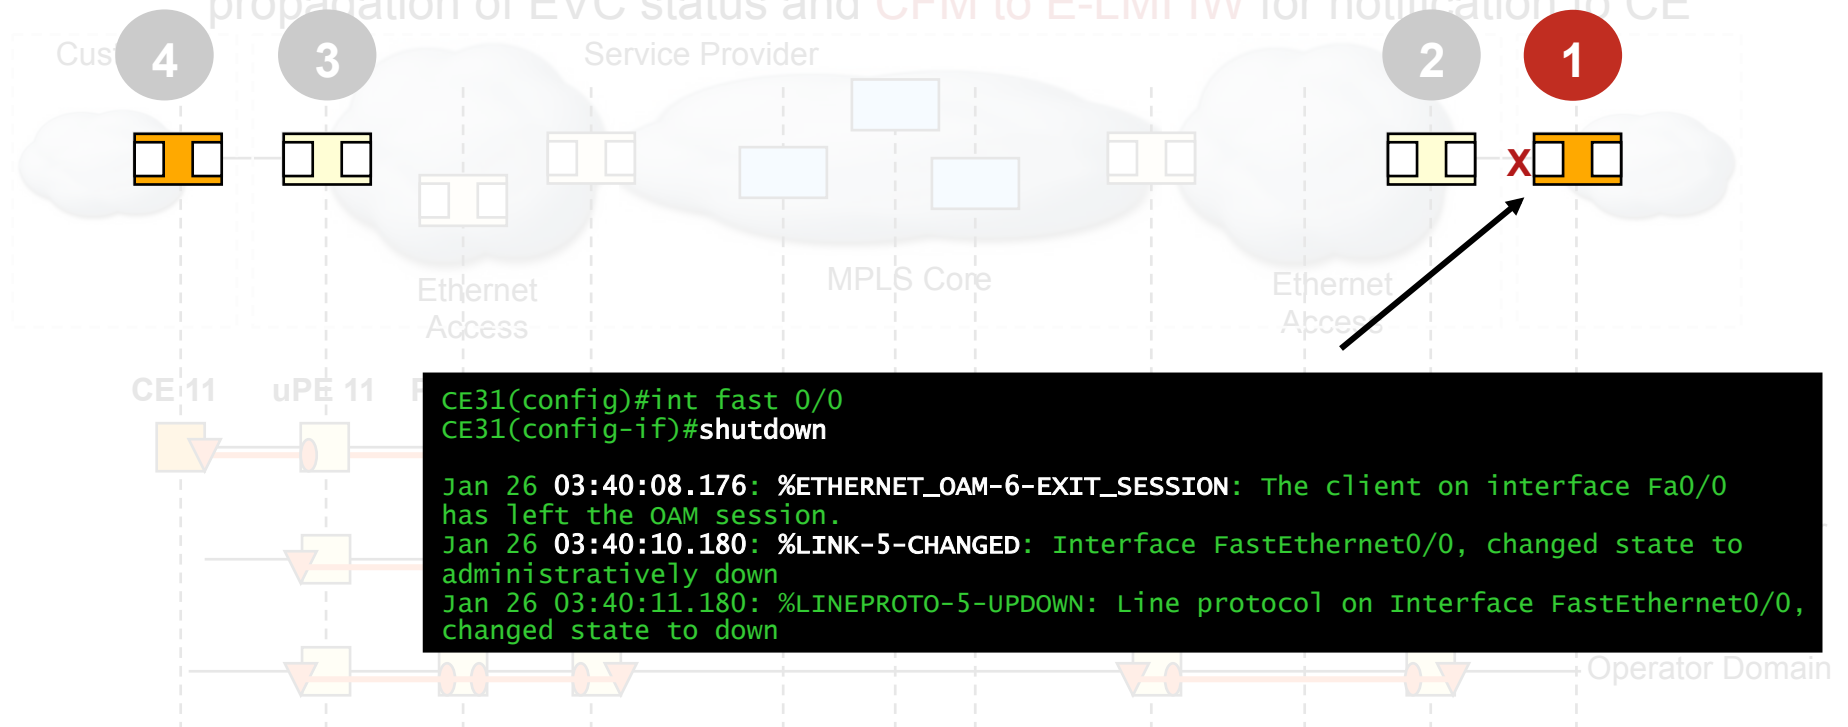 propagation of EVC status and CFM to E-LMI IW for notification to CE
4
3
Service Provider
2
1
X
MPLS Core
Ethernet
Access
Ethernet
Access
CE 11
uPE 11
CE31(config)#int fast 0/0
CE31(config-if)#shutdown
Jan 26 03:40:08.176: %ETHERNET_OAM-6-EXIT_SESSION: The client on interface Fa0/0
has left the OAM session.
Jan 26 03:40:10.180: %LINK-5-CHANGED: Interface FastEthernet0/0, changed state to
administratively down
Jan 26 03:40:11.180: %LINEPROTO-5-UPDOWN: Line protocol on Interface FastEthernet0/0,
changed state to down
Operator Domain